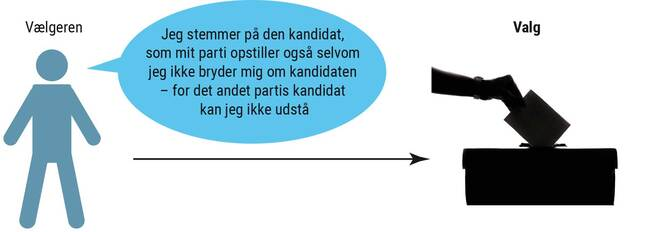 Vælgeren
Jeg stemmer på den kandidat,
som mit parti opstiller også selvom
jeg ikke bryder mig om kandidaten
– for det andet partis kandidat
kan jeg ikke udstå
Valg